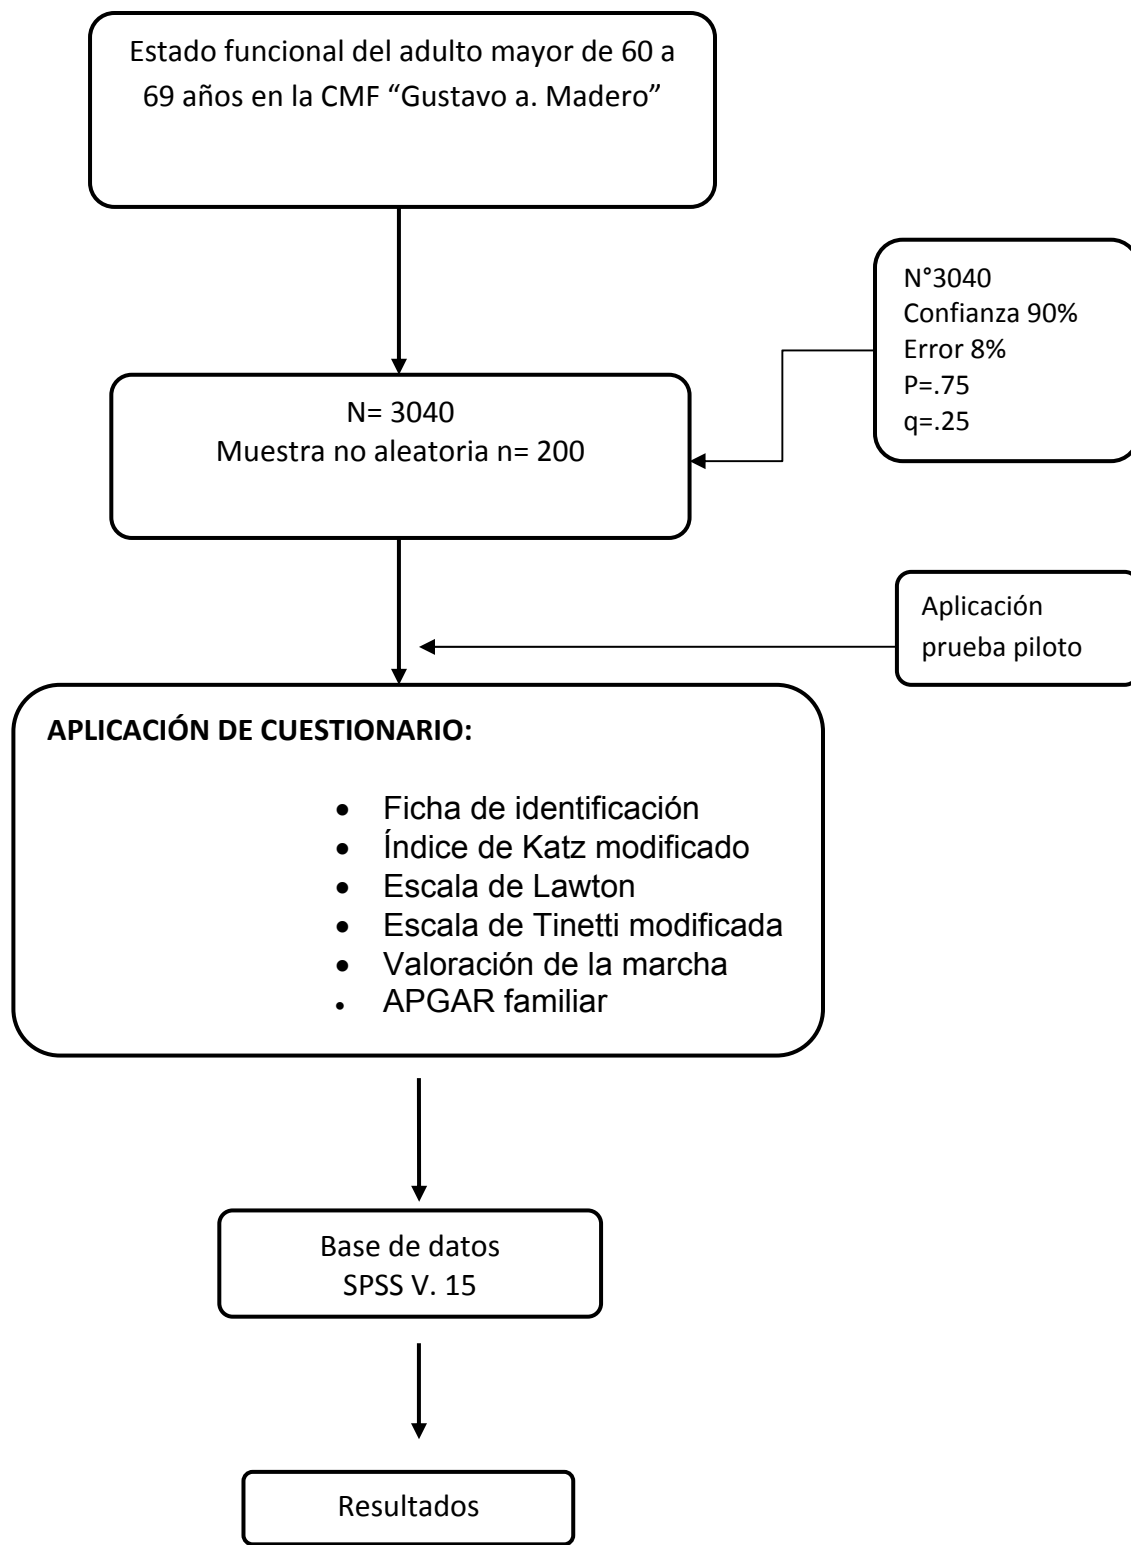 Estado funcional del adulto mayor de 60 a
69 años en la CMF “Gustavo a. Madero”
N°3040
Confianza 90%
Error 8%
P=.75
q=.25
N= 3040
Muestra no aleatoria n= 200
Aplicación
prueba piloto
APLICACIÓN DE CUESTIONARIO:
• Ficha de identificación
• Índice de Katz modificado
• Escala de Lawton
• Escala de Tinetti modificada
• Valoración de la marcha
• APGAR familiar
Base de datos
SPSS V. 15
Resultados